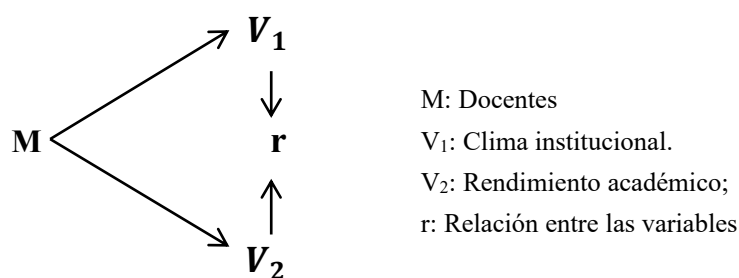 V₁
M: Docentes
V₁: Clima institucional.
M
r
V₂: Rendimiento académico;
r: Relación entre las variables
V₂